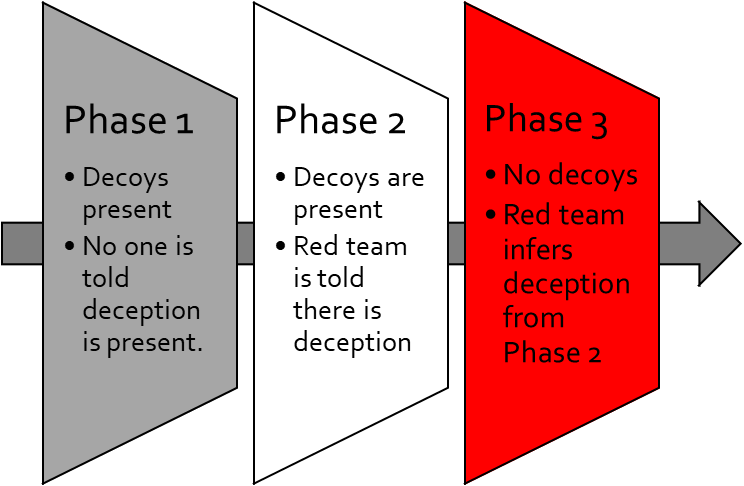 Phase 1
• Decoys
present
• No one is
told
deception
is present.
Phase 2
• Decoys are
present
• Red team
is told
there is
deception
Phase 3
• No decoys
• Red team
infers
deception
from
Phase 2